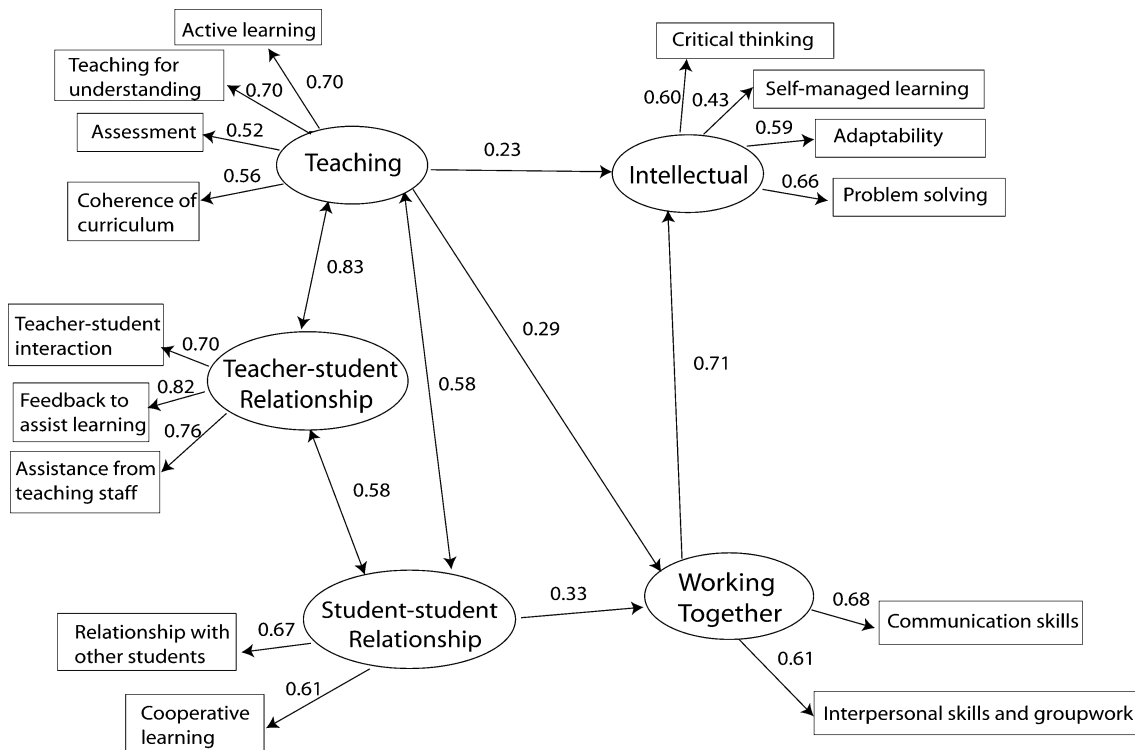 Active learning
Critical thinking
Teaching for
understanding
0.70
0.70
0.60
0.43
Self-managed learning
Assessment
0.52
0.59
Adaptability
Teaching
0.23
Intellectual
0.56
0.66
Coherence of
curriculum
Problem solving
0.83
Teacher-student
interaction
0.70
0.29
Teacher-student
Relationship
0.71
0.82
0.58
Feedback to
assist learning
0.76
Assistance from
teaching staff
0.58
Working
Together
Student-student
Relationship
0.33
0.68
Communication skills
Relationship with
other students
0.67
0.61
0.61
Cooperative
learning
Interpersonal skills and groupwork